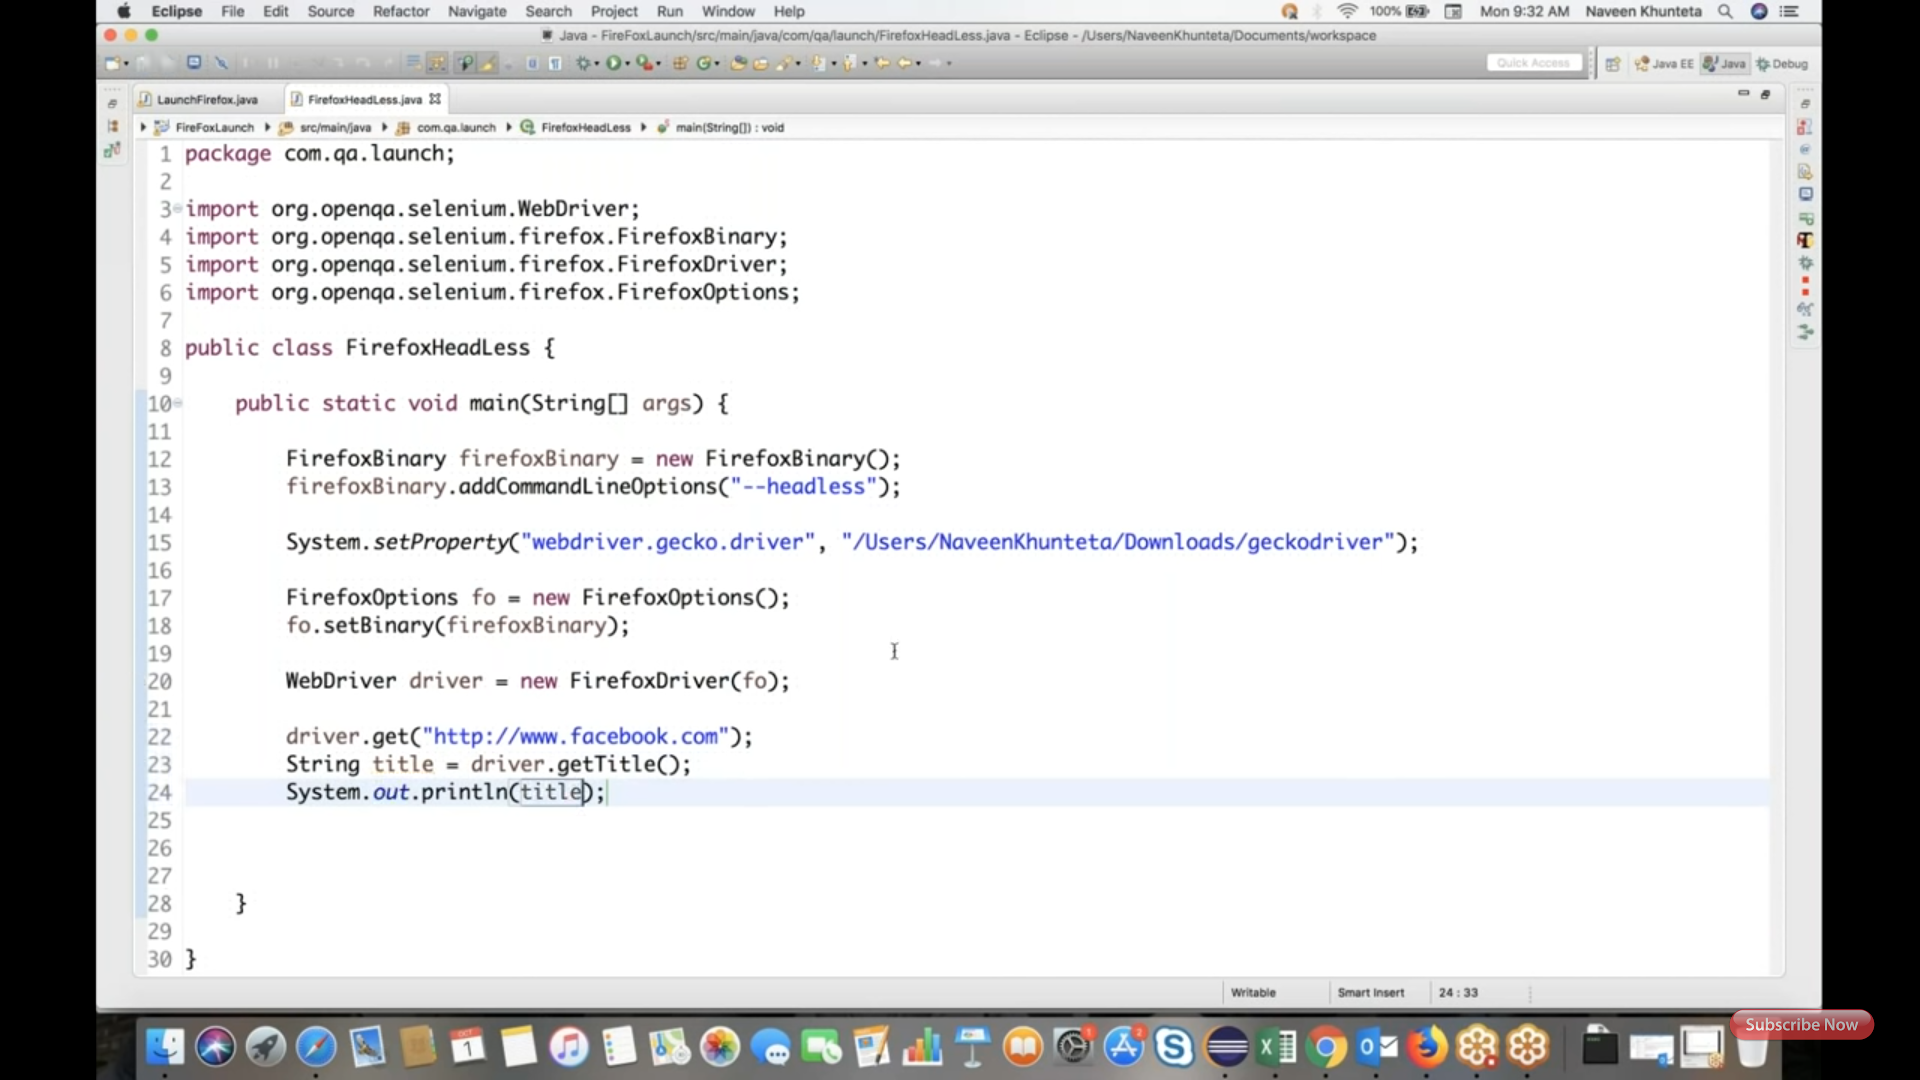 Eclipse File Edit Source Refactor Navigate Search Project Run Window Help 100% Mon 9:32 AM Naveen Khunteta
Java - FireFoxLaunch/src/main/java/com/qa/launch/FirefoxHeadLess.java - Eclipse - /Users/NaveenKhunteta/Documents/workspace
Quick Access Java EE Java Debug
LaunchFirefox.java FirefoxHeadLess.java
FireFoxLaunch src/main/java com.qa.launch FirefoxHeadLess main(String[]) : void
1 package com.qa.launch;
2
3 import org.openqa.selenium.WebDriver;
4 import org.openqa.selenium.firefox.FirefoxBinary;
5 import org.openqa.selenium.firefox.FirefoxDriver;
6 import org.openqa.selenium.firefox.FirefoxOptions;
7
8 public class FirefoxHeadLess {
9
10 public static void main(String[] args) {
11
12 FirefoxBinary firefoxBinary = new FirefoxBinary();
13 firefoxBinary.addCommandLineOptions("--headless");
14
15 System.setProperty("webdriver.gecko.driver", "/Users/NaveenKhunteta/Downloads/geckodriver");
16
17 FirefoxOptions fo = new FirefoxOptions();
18 fo.setBinary(firefoxBinary);
19
20 WebDriver driver = new FirefoxDriver(fo);
21
22 driver.get("http://www.facebook.com");
23 String title = driver.getTitle();
24 System.out.println(title);
25
26
27
28 }
29
30 }
Writable Smart Insert 24 : 33
Subscribe Now